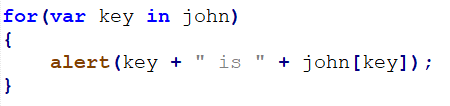 for(var key in john)
{
    alert(key + " is " + john[key]);
}